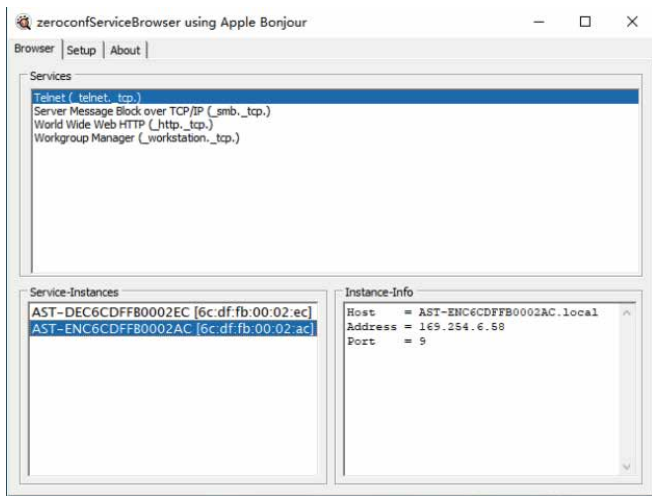 zeroconfServiceBrowser using Apple Bonjour
Browser Setup About
Services
Telnet (_telnet._tcp.)
Server Message Block over TCP/IP (_smb._tcp.)
World Wide Web HTTP (_http._tcp.)
Workgroup Manager (_workstation._tcp.)
Service-Instances
AST-DEC6CDFFB0002EC [6c:df:fb:00:02:ec]
AST-ENC6CDFFB0002AC [6c:df:fb:00:02:ac]
Instance-Info
Host = AST-ENC6CDFFB0002AC.local
Address = 169.254.6.58
Port = 9